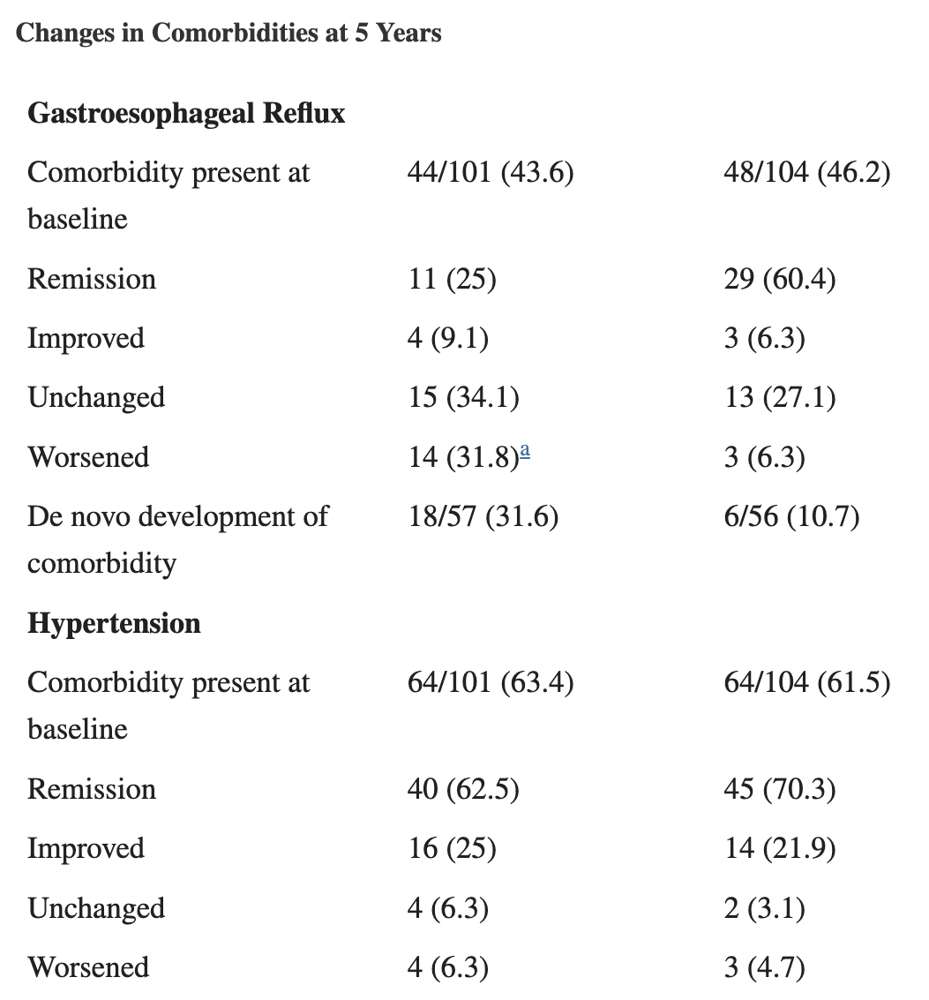 Changes in Comorbidities at 5 Years
Gastroesophageal Reflux
Comorbidity present at 44/101 (43.6) 48/104 (46.2)
baseline
Remission 11 (25) 29 (60.4)
Improved 4 (9.1) 3 (6.3)
Unchanged 15 (34.1) 13 (27.1)
Worsened 14 (31.8)a 3 (6.3)
De novo development of 18/57 (31.6) 6/56 (10.7)
comorbidity
Hypertension
Comorbidity present at 64/101 (63.4) 64/104 (61.5)
baseline
Remission 40 (62.5) 45 (70.3)
Improved 16 (25) 14 (21.9)
Unchanged 4 (6.3) 2 (3.1)
Worsened 4 (6.3) 3 (4.7)